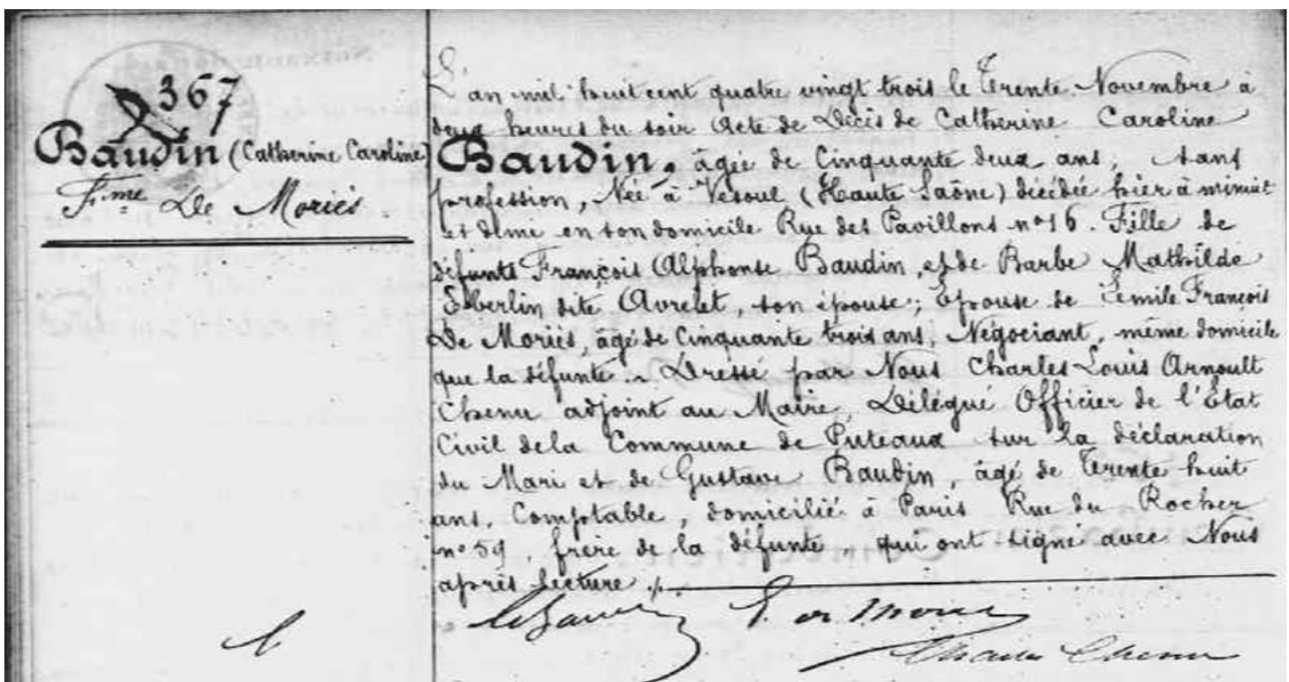 367
Baudin (Catherine Caroline)
Fme De Moriès.
L'an mil huit cent quatre vingt trois le Trente Novembre à
deux heures du soir Acte de Décès de Catherine Caroline
Baudin, âgée de Cinquante deux ans, sans
profession, Née à Vesoul (Haute Saône) décédée hier à minuit
et demie en son domicile Rue des Pavillons n° 16. Fille de
défunts François Alphonse Baudin, et de Barbe Mathilde
Eberlin dite Avrelet, son épouse; Epouse de Emile François
De Moriès, âgé de Cinquante trois ans, Négociant, même domicile
que la défunte. Dressé par Nous Charles Louis Arnoult
Chenu adjoint au Maire, Délégué Officier de l'Etat
Civil de la Commune de Puteaux sur la déclaration
du Mari et de Gustave Baudin, âgé de Trente huit
ans, Comptable, domicilié à Paris Rue du Rocher
n° 59, frère de la défunte, qui ont signé avec Nous
après lecture ./.
Charles Chenu